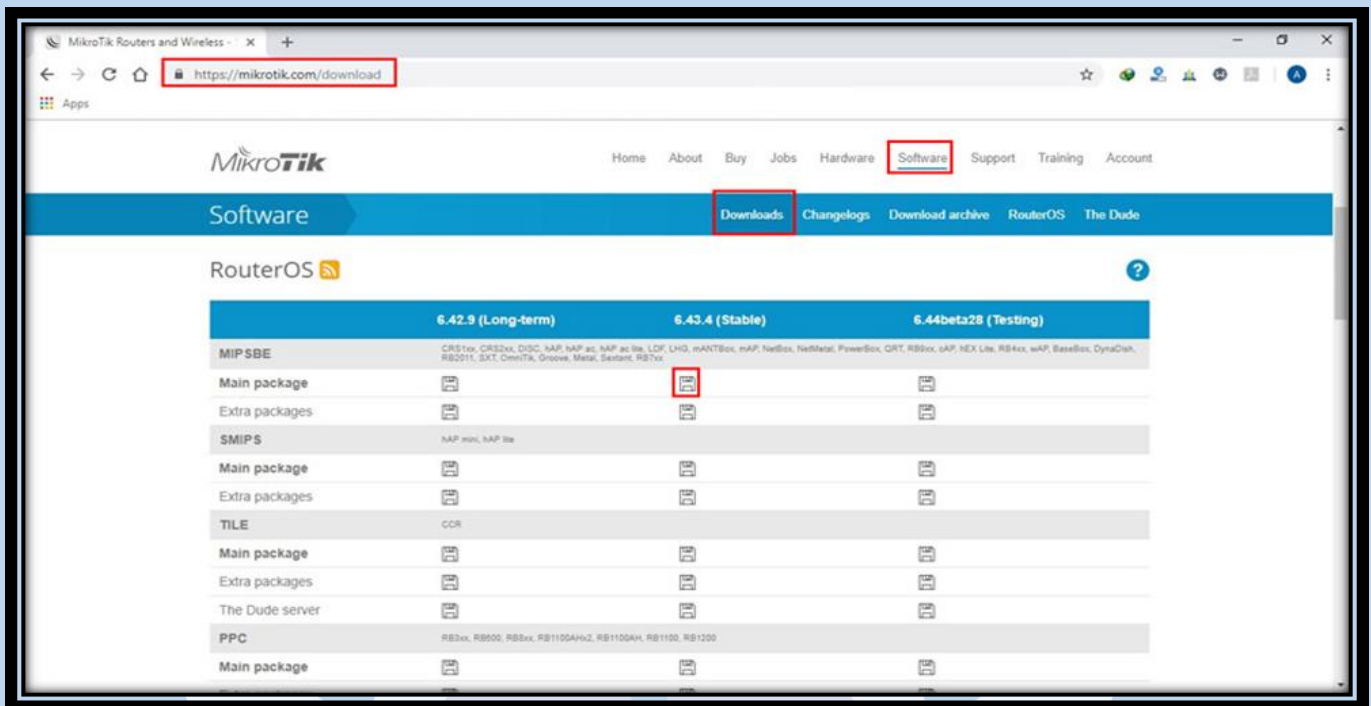 MikroTik Routers and Wireless -
https://mikrotik.com/download
Apps
MikroTik
Home About Buy Jobs Hardware Software Support Training Account
Software
Downloads Changelogs Download archive RouterOS The Dude
RouterOS
?
6.42.9 (Long-term) 6.43.4 (Stable) 6.44beta28 (Testing)
MIPSBE CRS1xx, CRS2xx, DISC, hAP, hAP ac, hAP ac lite, LDF, LHG, mANTBox, mAP, NetBox, NetMetal, PowerBox, QRT, RB9xx, cAP, hEX Lite, RB4xx, wAP, BaseBox, DynaDish,
RB2011, SXT, OmniTik, Groove, Metal, Sextant, RB7xx
Main package
Extra packages
SMIPS hAP mini, hAP lite
Main package
Extra packages
TILE CCR
Main package
Extra packages
The Dude server
PPC RB3xx, RB600, RB8xx, RB1100AHx2, RB1100AH, RB1100, RB1200
Main package